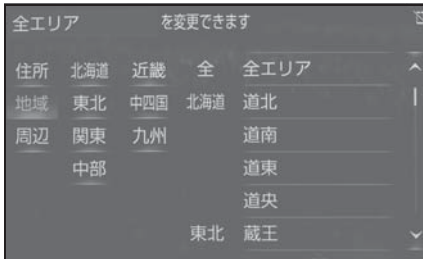 全エリア を変更できます
住所 北海道 近畿 全 全エリア
地域 東北 中四国 北海道 道北
周辺 関東 九州 道南
中部 道東
道央
東北 蔵王